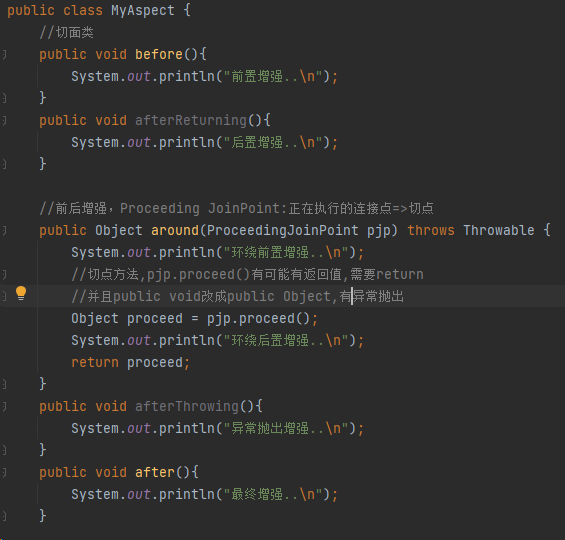 public class MyAspect {
//切面类
public void before(){
System.out.println("前置增强..\n");
}
public void afterReturning(){
System.out.println("后置增强..\n");
}
//前后增强，Proceeding JoinPoint:正在执行的连接点=>切点
public Object around(ProceedingJoinPoint pjp) throws Throwable {
System.out.println("环绕前置增强..\n");
//切点方法,pjp.proceed()有可能有返回值,需要return
//并且public void改成public Object,有异常抛出
Object proceed = pjp.proceed();
System.out.println("环绕后置增强..\n");
return proceed;
}
public void afterThrowing(){
System.out.println("异常抛出增强..\n");
}
public void after(){
System.out.println("最终增强..\n");
}